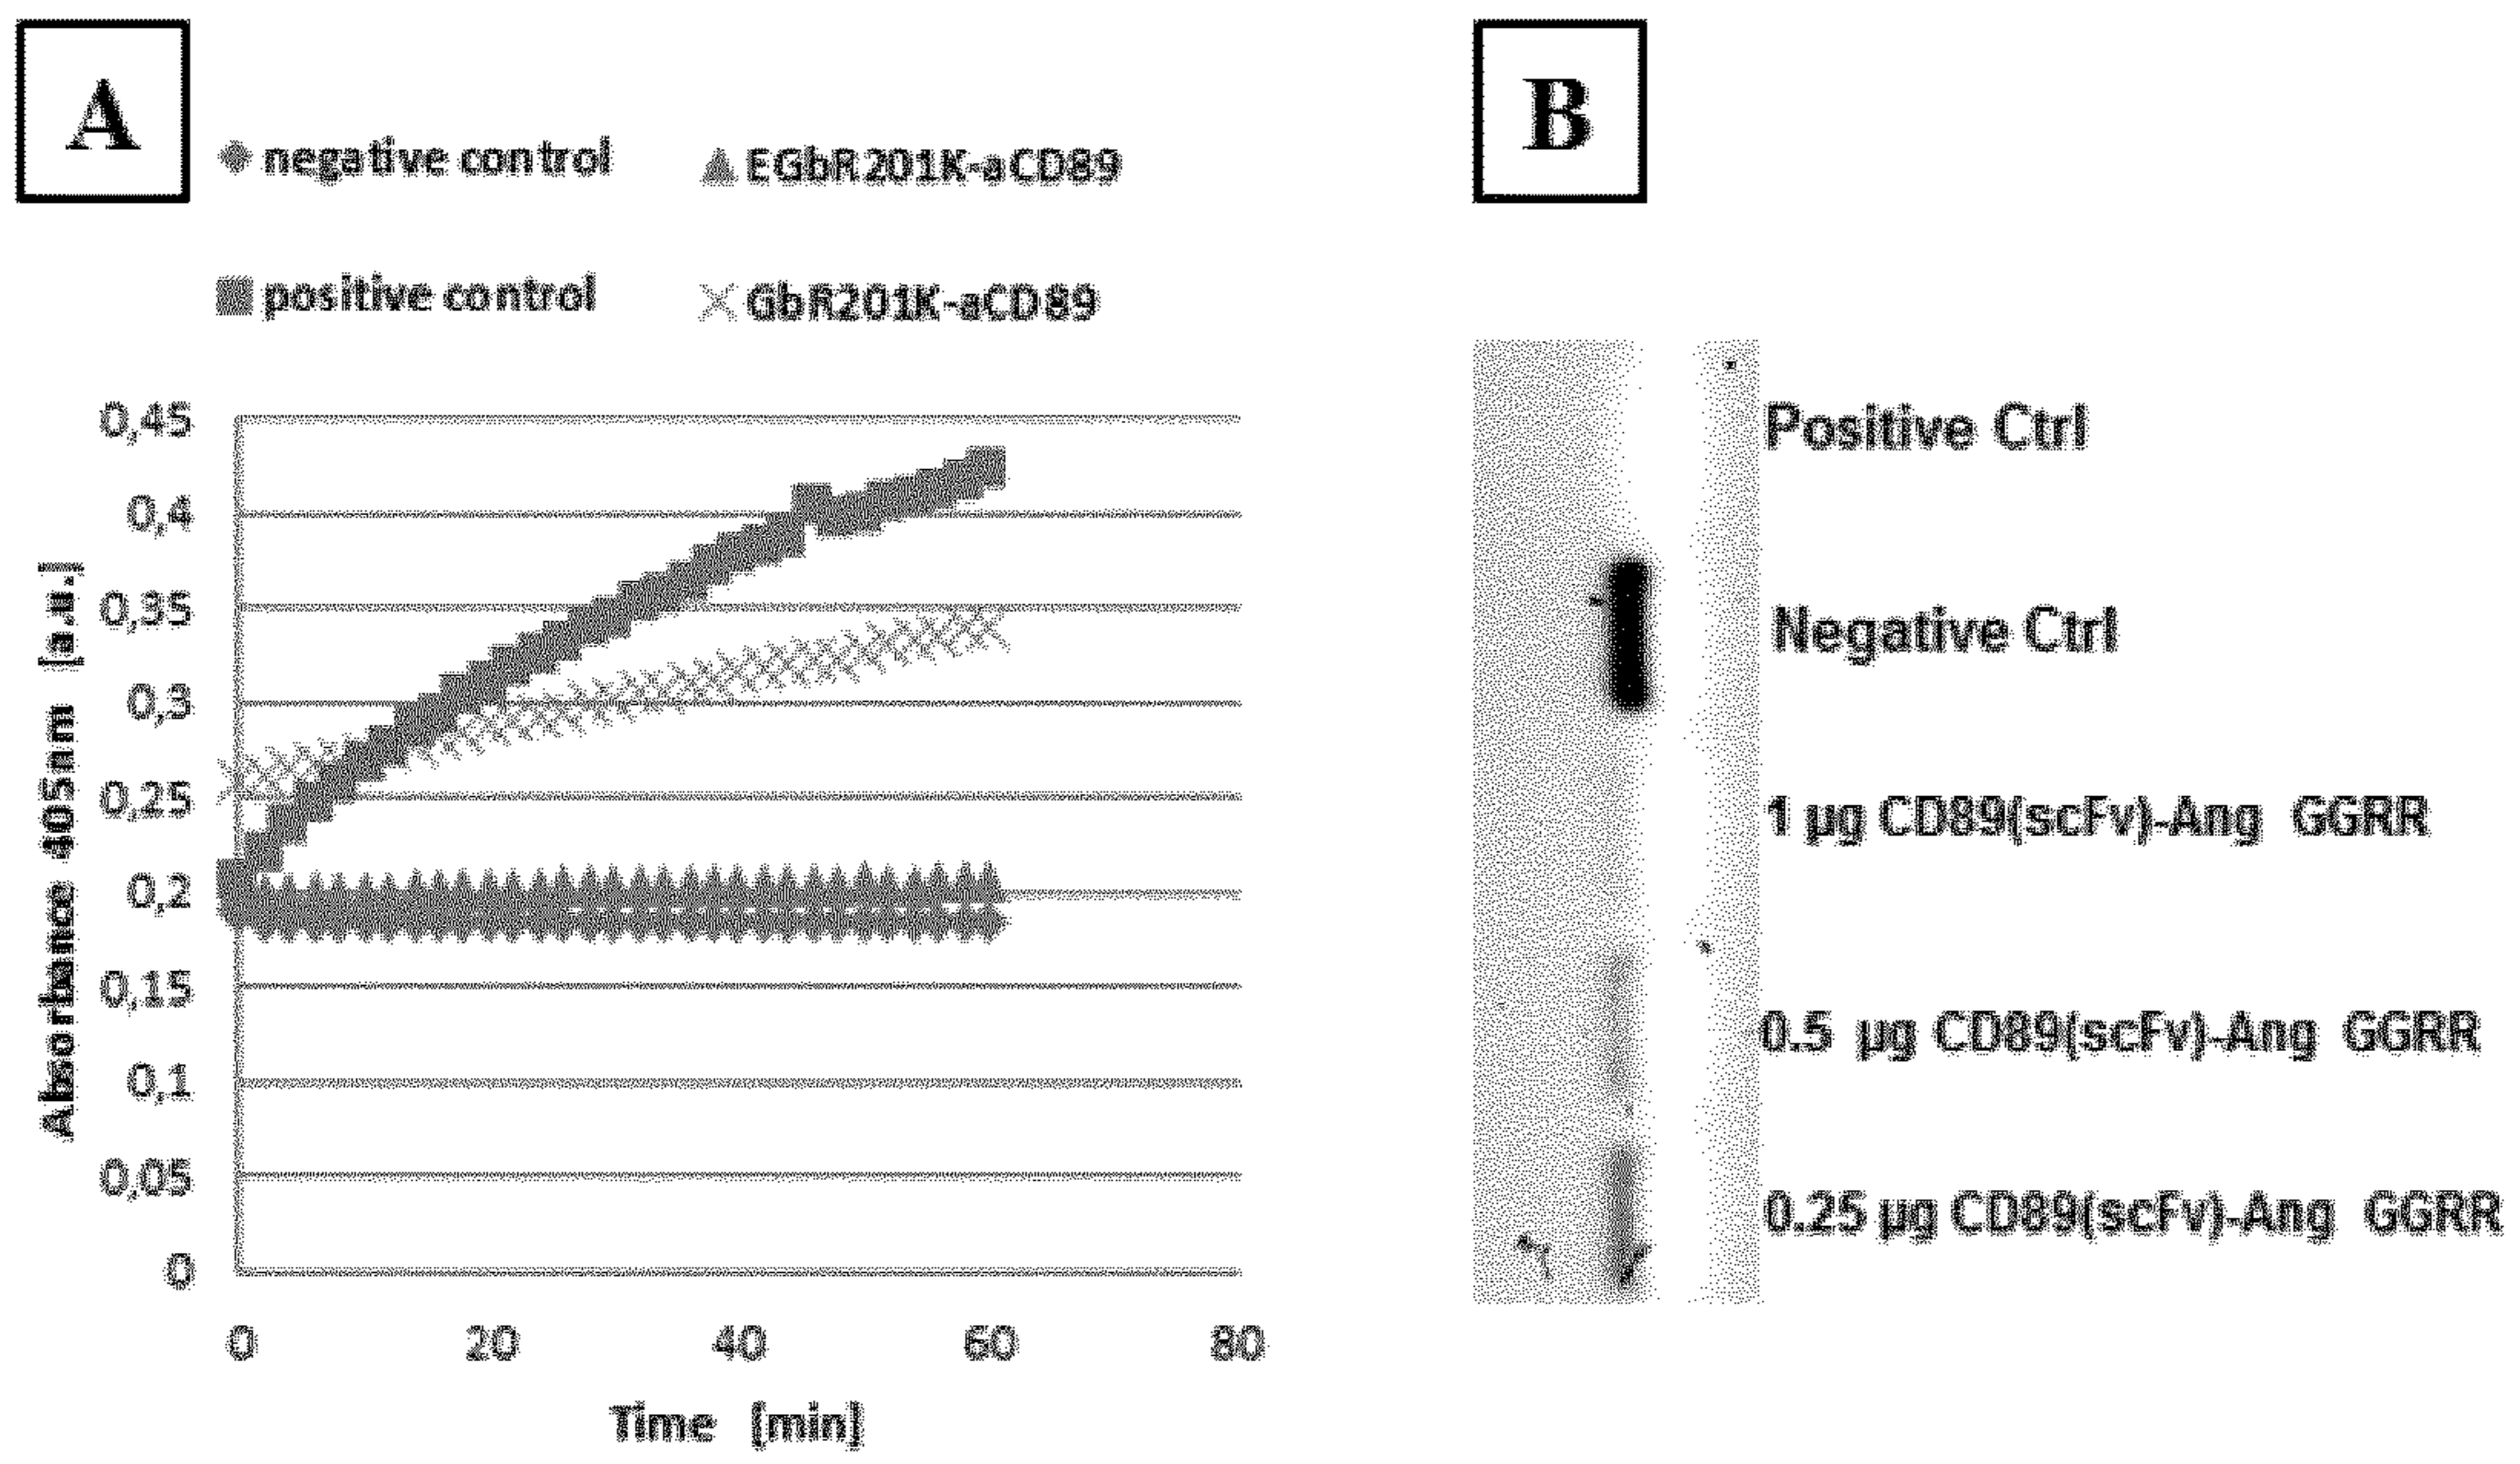 A
negative control
EGbR201K-aCD89
positive control
GbR201K-aCD89
0,45
0,4
0,35
0,3
0,25
0,2
0,15
0,1
0,05
0
Absorbance 405nm [a.u.]
0 20 40 60 80
Time [min]
B
Positive Ctrl
Negative Ctrl
1 µg CD89(scFv)-Ang GGRR
0.5 µg CD89(scFv)-Ang GGRR
0.25 µg CD89(scFv)-Ang GGRR